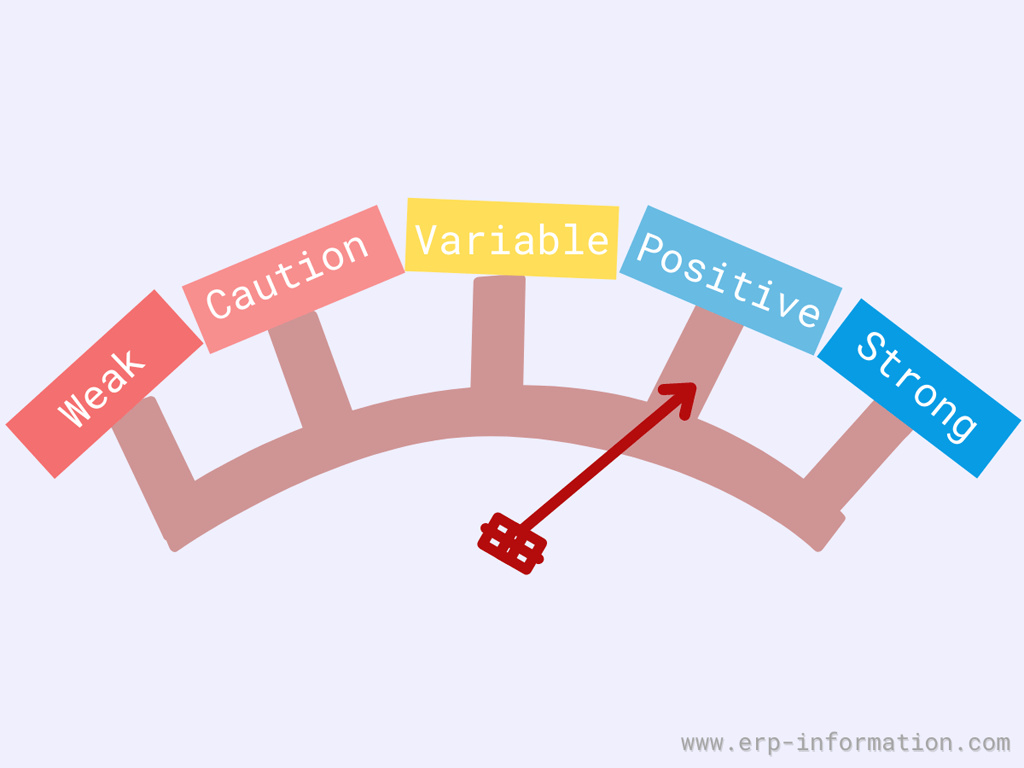 Weak
Caution
Variable
Positive
Strong
www.erp-information.com